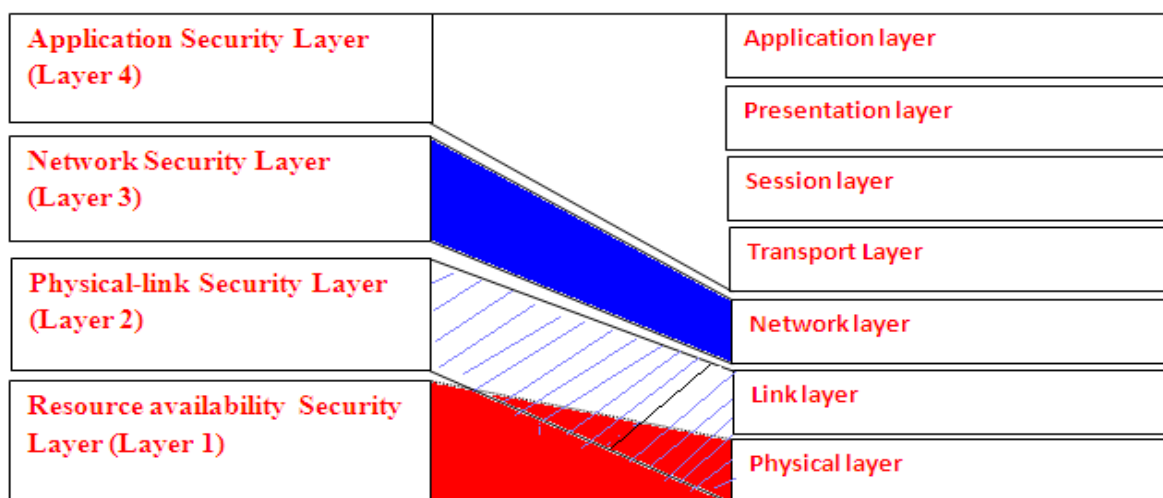 Application Security Layer
(Layer 4)
Network Security Layer
(Layer 3)
Physical-link Security Layer
(Layer 2)
Resource availability Security
Layer (Layer 1)
Application layer
Presentation layer
Session layer
Transport Layer
Network layer
Link layer
Physical layer